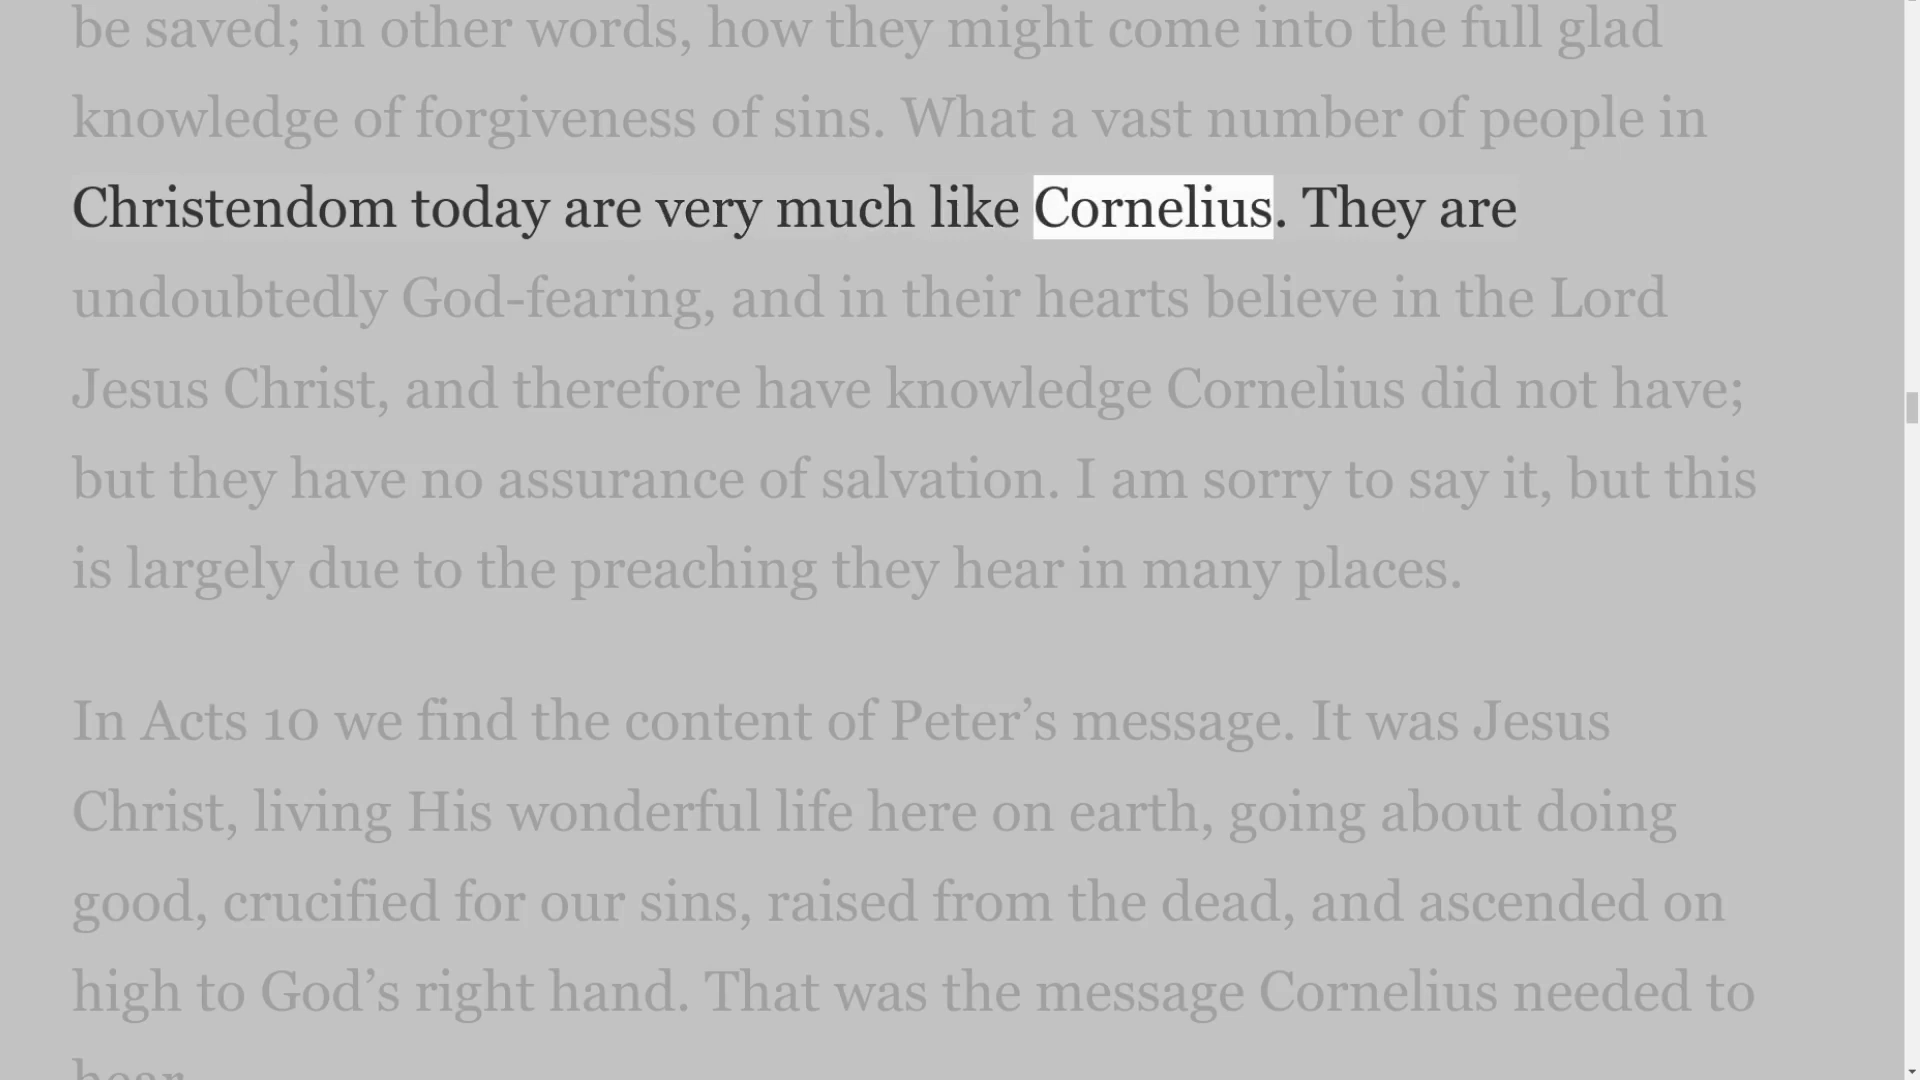 be saved; in other words, how they might come into the full glad
knowledge of forgiveness of sins. What a vast number of people in
Christendom today are very much like Cornelius. They are
undoubtedly God-fearing, and in their hearts believe in the Lord
Jesus Christ, and therefore have knowledge Cornelius did not have;
but they have no assurance of salvation. I am sorry to say it, but this
is largely due to the preaching they hear in many places.
In Acts 10 we find the content of Peter’s message. It was Jesus
Christ, living His wonderful life here on earth, going about doing
good, crucified for our sins, raised from the dead, and ascended on
high to God’s right hand. That was the message Cornelius needed to
hear